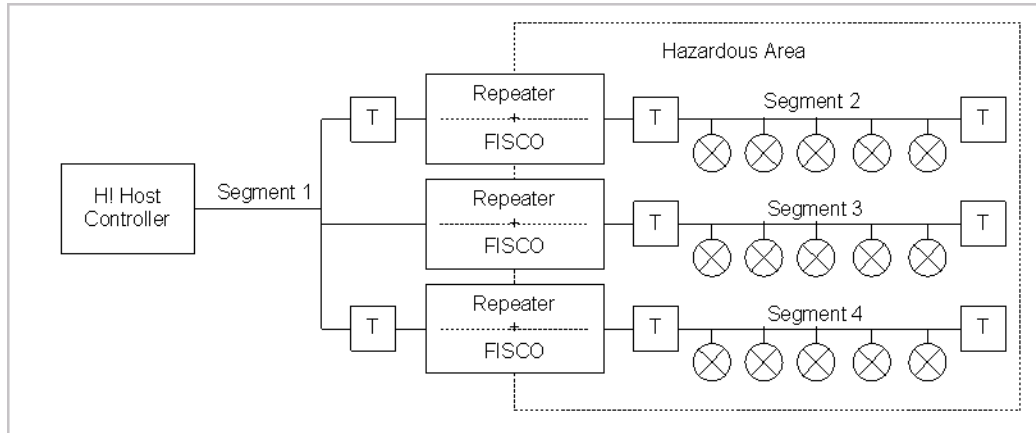 Hazardous Area
Repeater
+
FISCO
T
T
Segment 2
T
H! Host
Controller
Segment 1
Repeater
+
FISCO
T
Segment 3
T
Repeater
+
FISCO
T
T
Segment 4
T